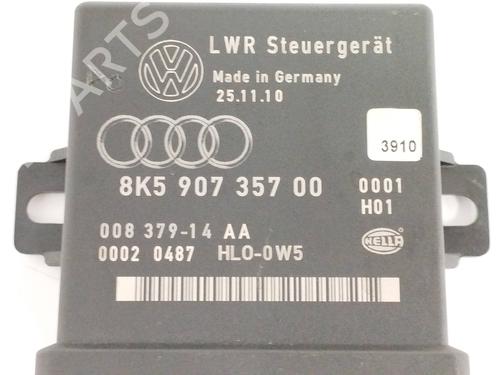 LWR Steuergerät
Made in Germany
25.11.10
3910
8K5 907 357 00 0001
H01
008 379-14 AA
0002 0487 HLO-0W5
HELLA
PARTS